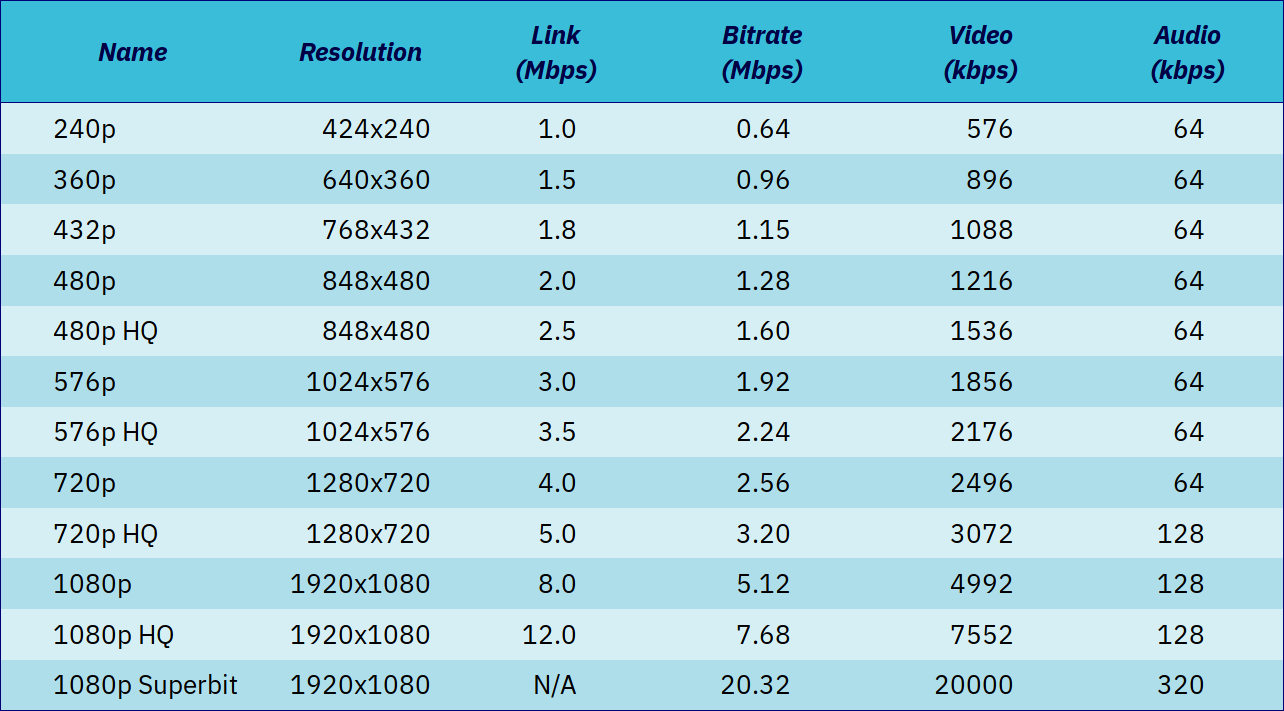 Name Resolution Link (Mbps) Bitrate (Mbps) Video (kbps) Audio (kbps)
240p 424x240 1.0 0.64 576 64
360p 640x360 1.5 0.96 896 64
432p 768x432 1.8 1.15 1088 64
480p 848x480 2.0 1.28 1216 64
480p HQ 848x480 2.5 1.60 1536 64
576p 1024x576 3.0 1.92 1856 64
576p HQ 1024x576 3.5 2.24 2176 64
720p 1280x720 4.0 2.56 2496 64
720p HQ 1280x720 5.0 3.20 3072 128
1080p 1920x1080 8.0 5.12 4992 128
1080p HQ 1920x1080 12.0 7.68 7552 128
1080p Superbit 1920x1080 N/A 20.32 20000 320